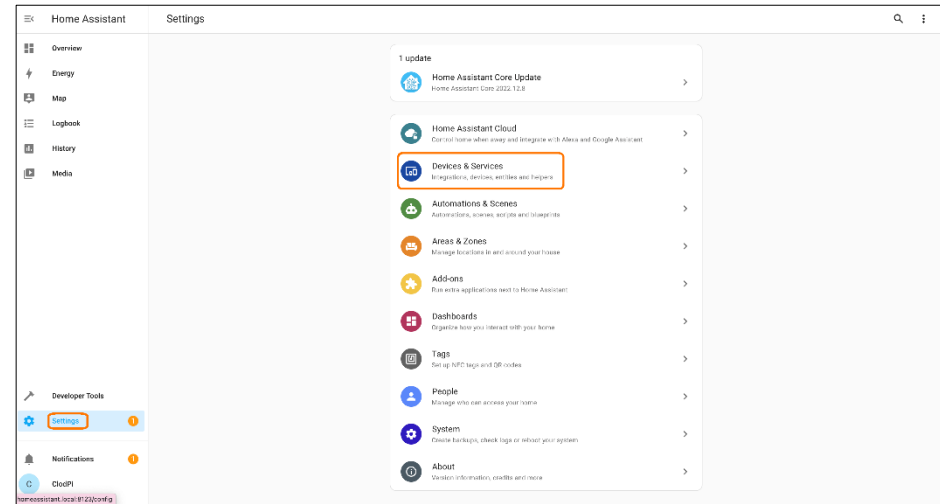 Home Assistant
Settings
Overview
Energy
Map
Logbook
History
Media
Developer Tools
Settings
1
Notifications
1
C
ClodPi
homeassistant.local:8123/config
1 update
Home Assistant Core Update
Home Assistant Core 2022.12.8
Home Assistant Cloud
Control home when away and integrate with Alexa and Google Assistant
Devices & Services
Integrations, devices, entities and helpers
Automations & Scenes
Automations, scenes, scripts and blueprints
Areas & Zones
Manage locations in and around your house
Add-ons
Run extra applications next to Home Assistant
Dashboards
Organize how you interact with your home
Tags
Set up NFC tags and QR codes
People
Manage who can access your home
System
Create backups, check logs or reboot your system
About
Version information, credits and more